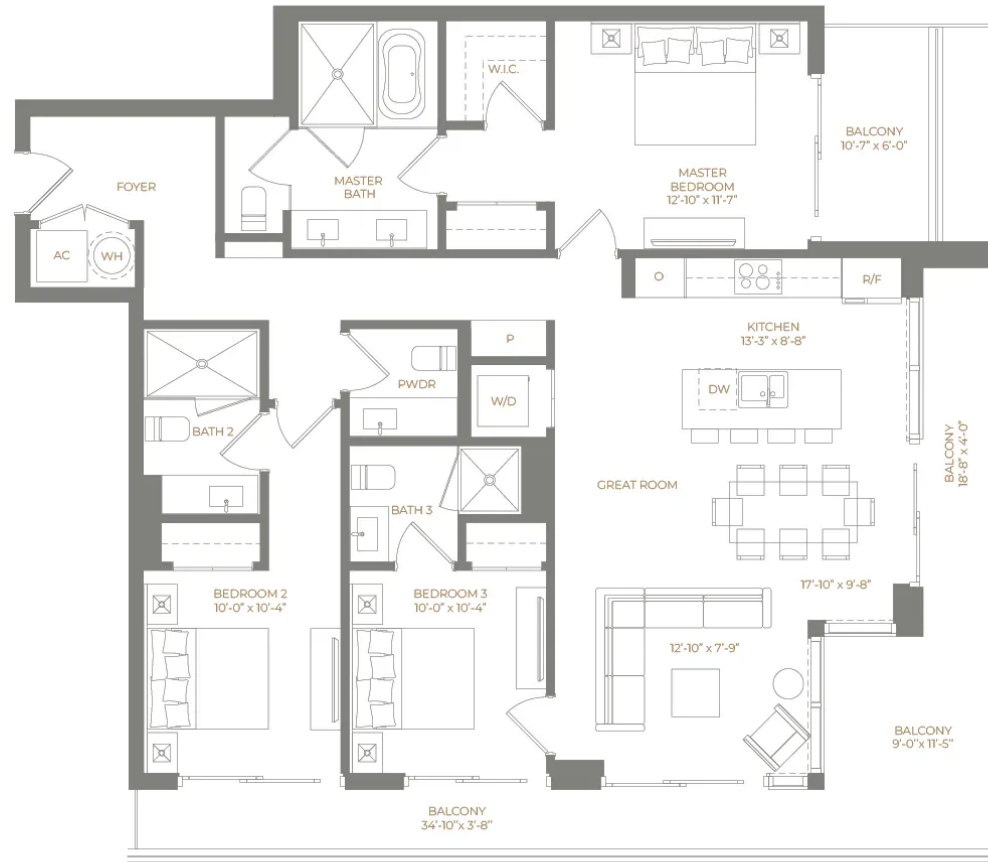 W.I.C.
BALCONY
10'-7" x 6'-0"
FOYER
MASTER
BATH
MASTER
BEDROOM
12'-10" x 11'-7"
AC
WH
O
R/F
KITCHEN
13'-3" x 8'-8"
P
PWDR
DW
W/D
BATH 2
BALCONY
18'-8" x 4'-0"
GREAT ROOM
BATH 3
17'-10" x 9'-8"
BEDROOM 2
10'-0" x 10'-4"
BEDROOM 3
10'-0" x 10'-4"
12'-10" x 7'-9"
BALCONY
9'-0"x 11'-5"
BALCONY
34'-10"x 3'-8"